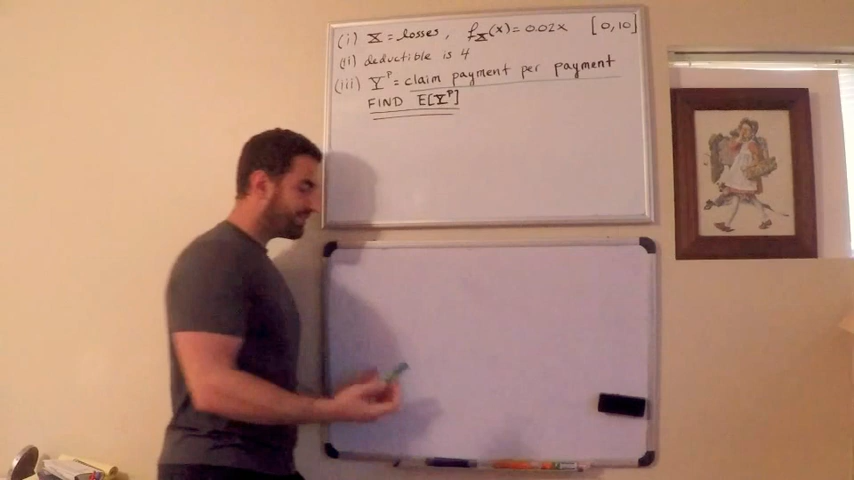 (i) X = losses, f_X(x) = 0.02x [0,10]
(ii) deductible is 4
(iii) Y^P = claim payment per payment
FIND E[Y^P]